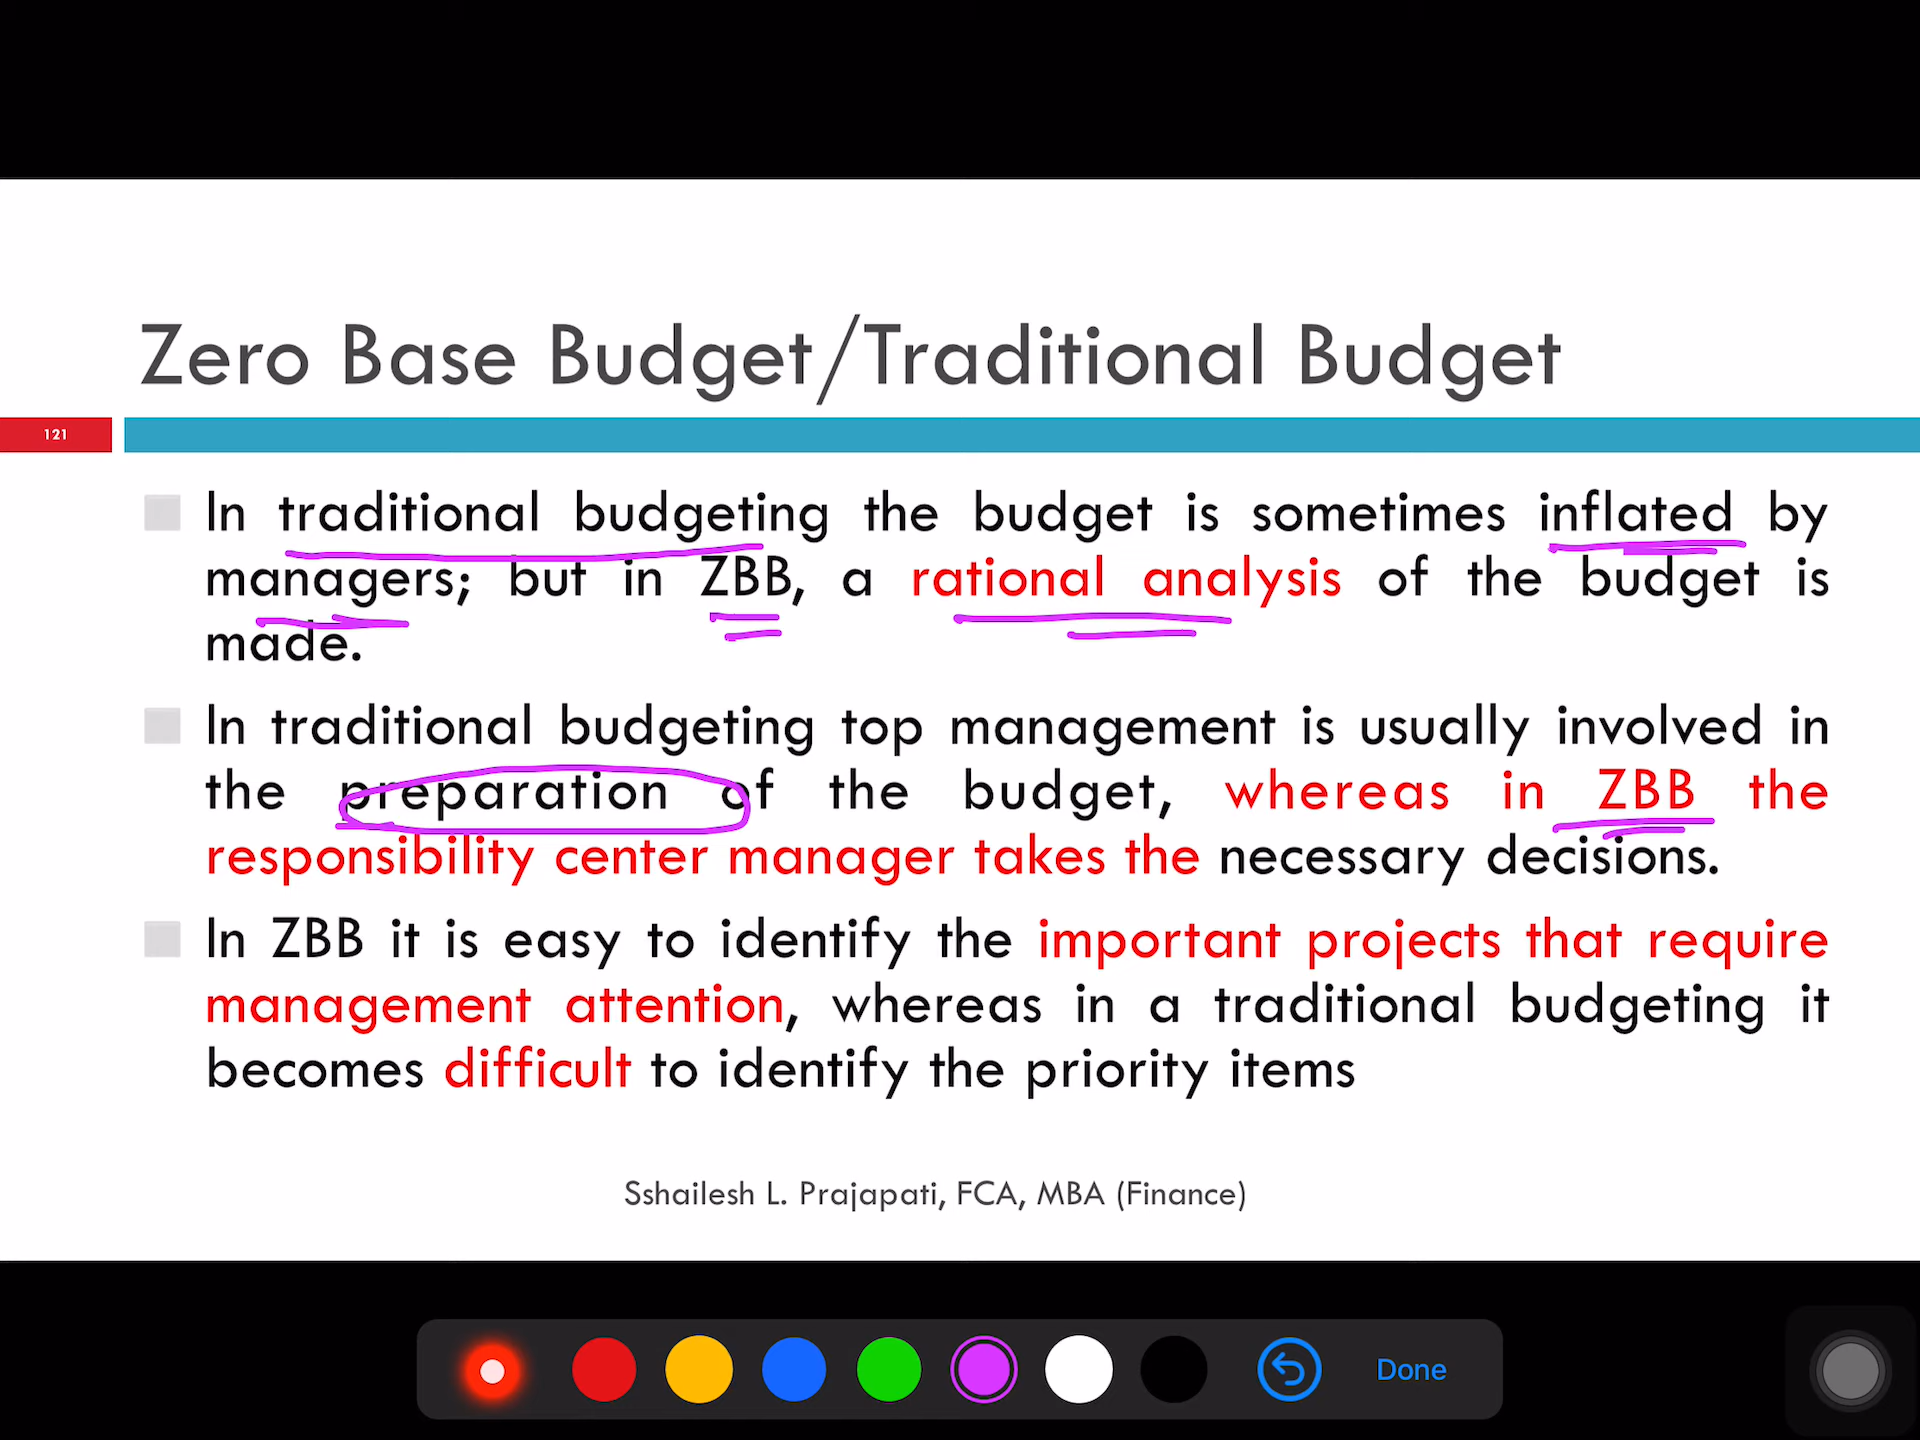 Zero Base Budget/Traditional Budget
121
In traditional budgeting the budget is sometimes inflated by
managers; but in ZBB, a rational analysis of the budget is
made.
In traditional budgeting top management is usually involved in
the preparation of the budget, whereas in ZBB the
responsibility center manager takes the necessary decisions.
In ZBB it is easy to identify the important projects that require
management attention, whereas in a traditional budgeting it
becomes difficult to identify the priority items
Sshailesh L. Prajapati, FCA, MBA (Finance)
Done